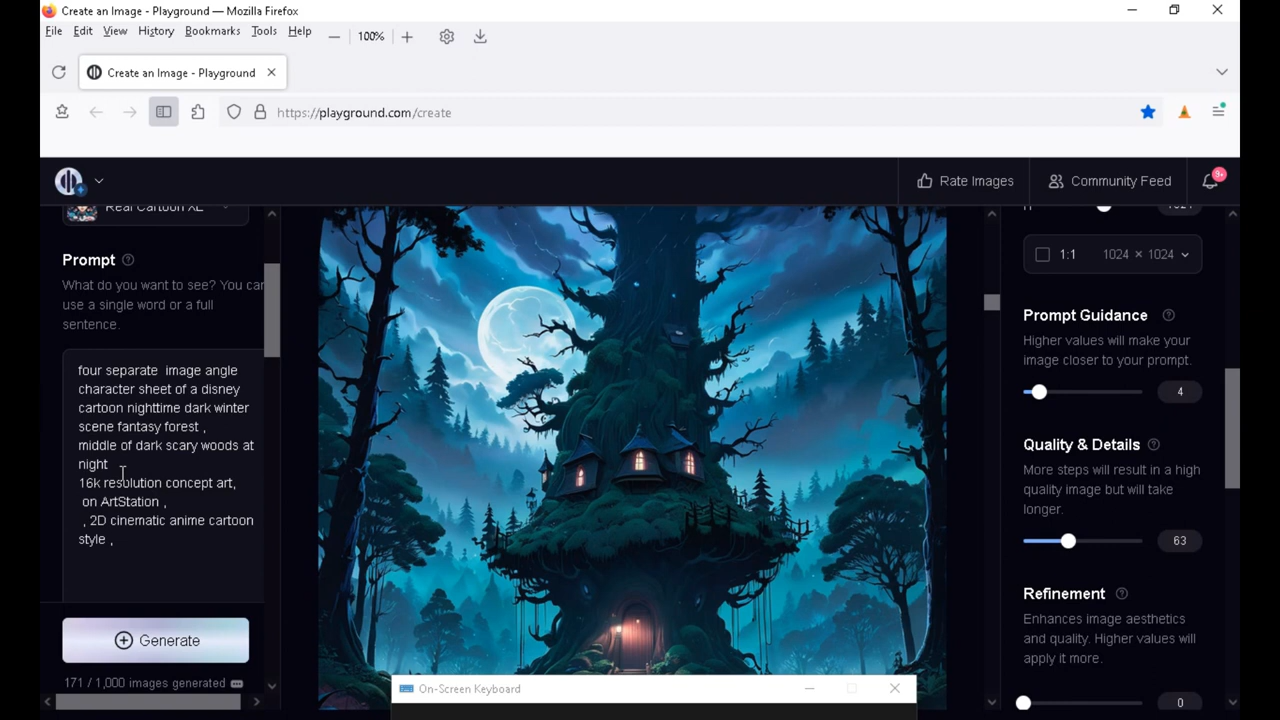 Create an Image - Playground — Mozilla Firefox
File Edit View History Bookmarks Tools Help 100%
Create an Image - Playground
https://playground.com/create
Rate Images
Community Feed
9+
Real Cartoon XL
Prompt
What do you want to see? You can
use a single word or a full
sentence.
four separate  image angle
character sheet of a disney
cartoon nighttime dark winter
scene fantasy forest ,
middle of dark scary woods at
night
16k resolution concept art,
on ArtStation ,
, 2D cinematic anime cartoon
style ,
Generate
171 / 1,000 images generated
1:1 1024 × 1024
Prompt Guidance
Higher values will make your
image closer to your prompt.
4
Quality & Details
More steps will result in a high
quality image but will take
longer.
63
Refinement
Enhances image aesthetics
and quality. Higher values will
apply it more.
0
On-Screen Keyboard